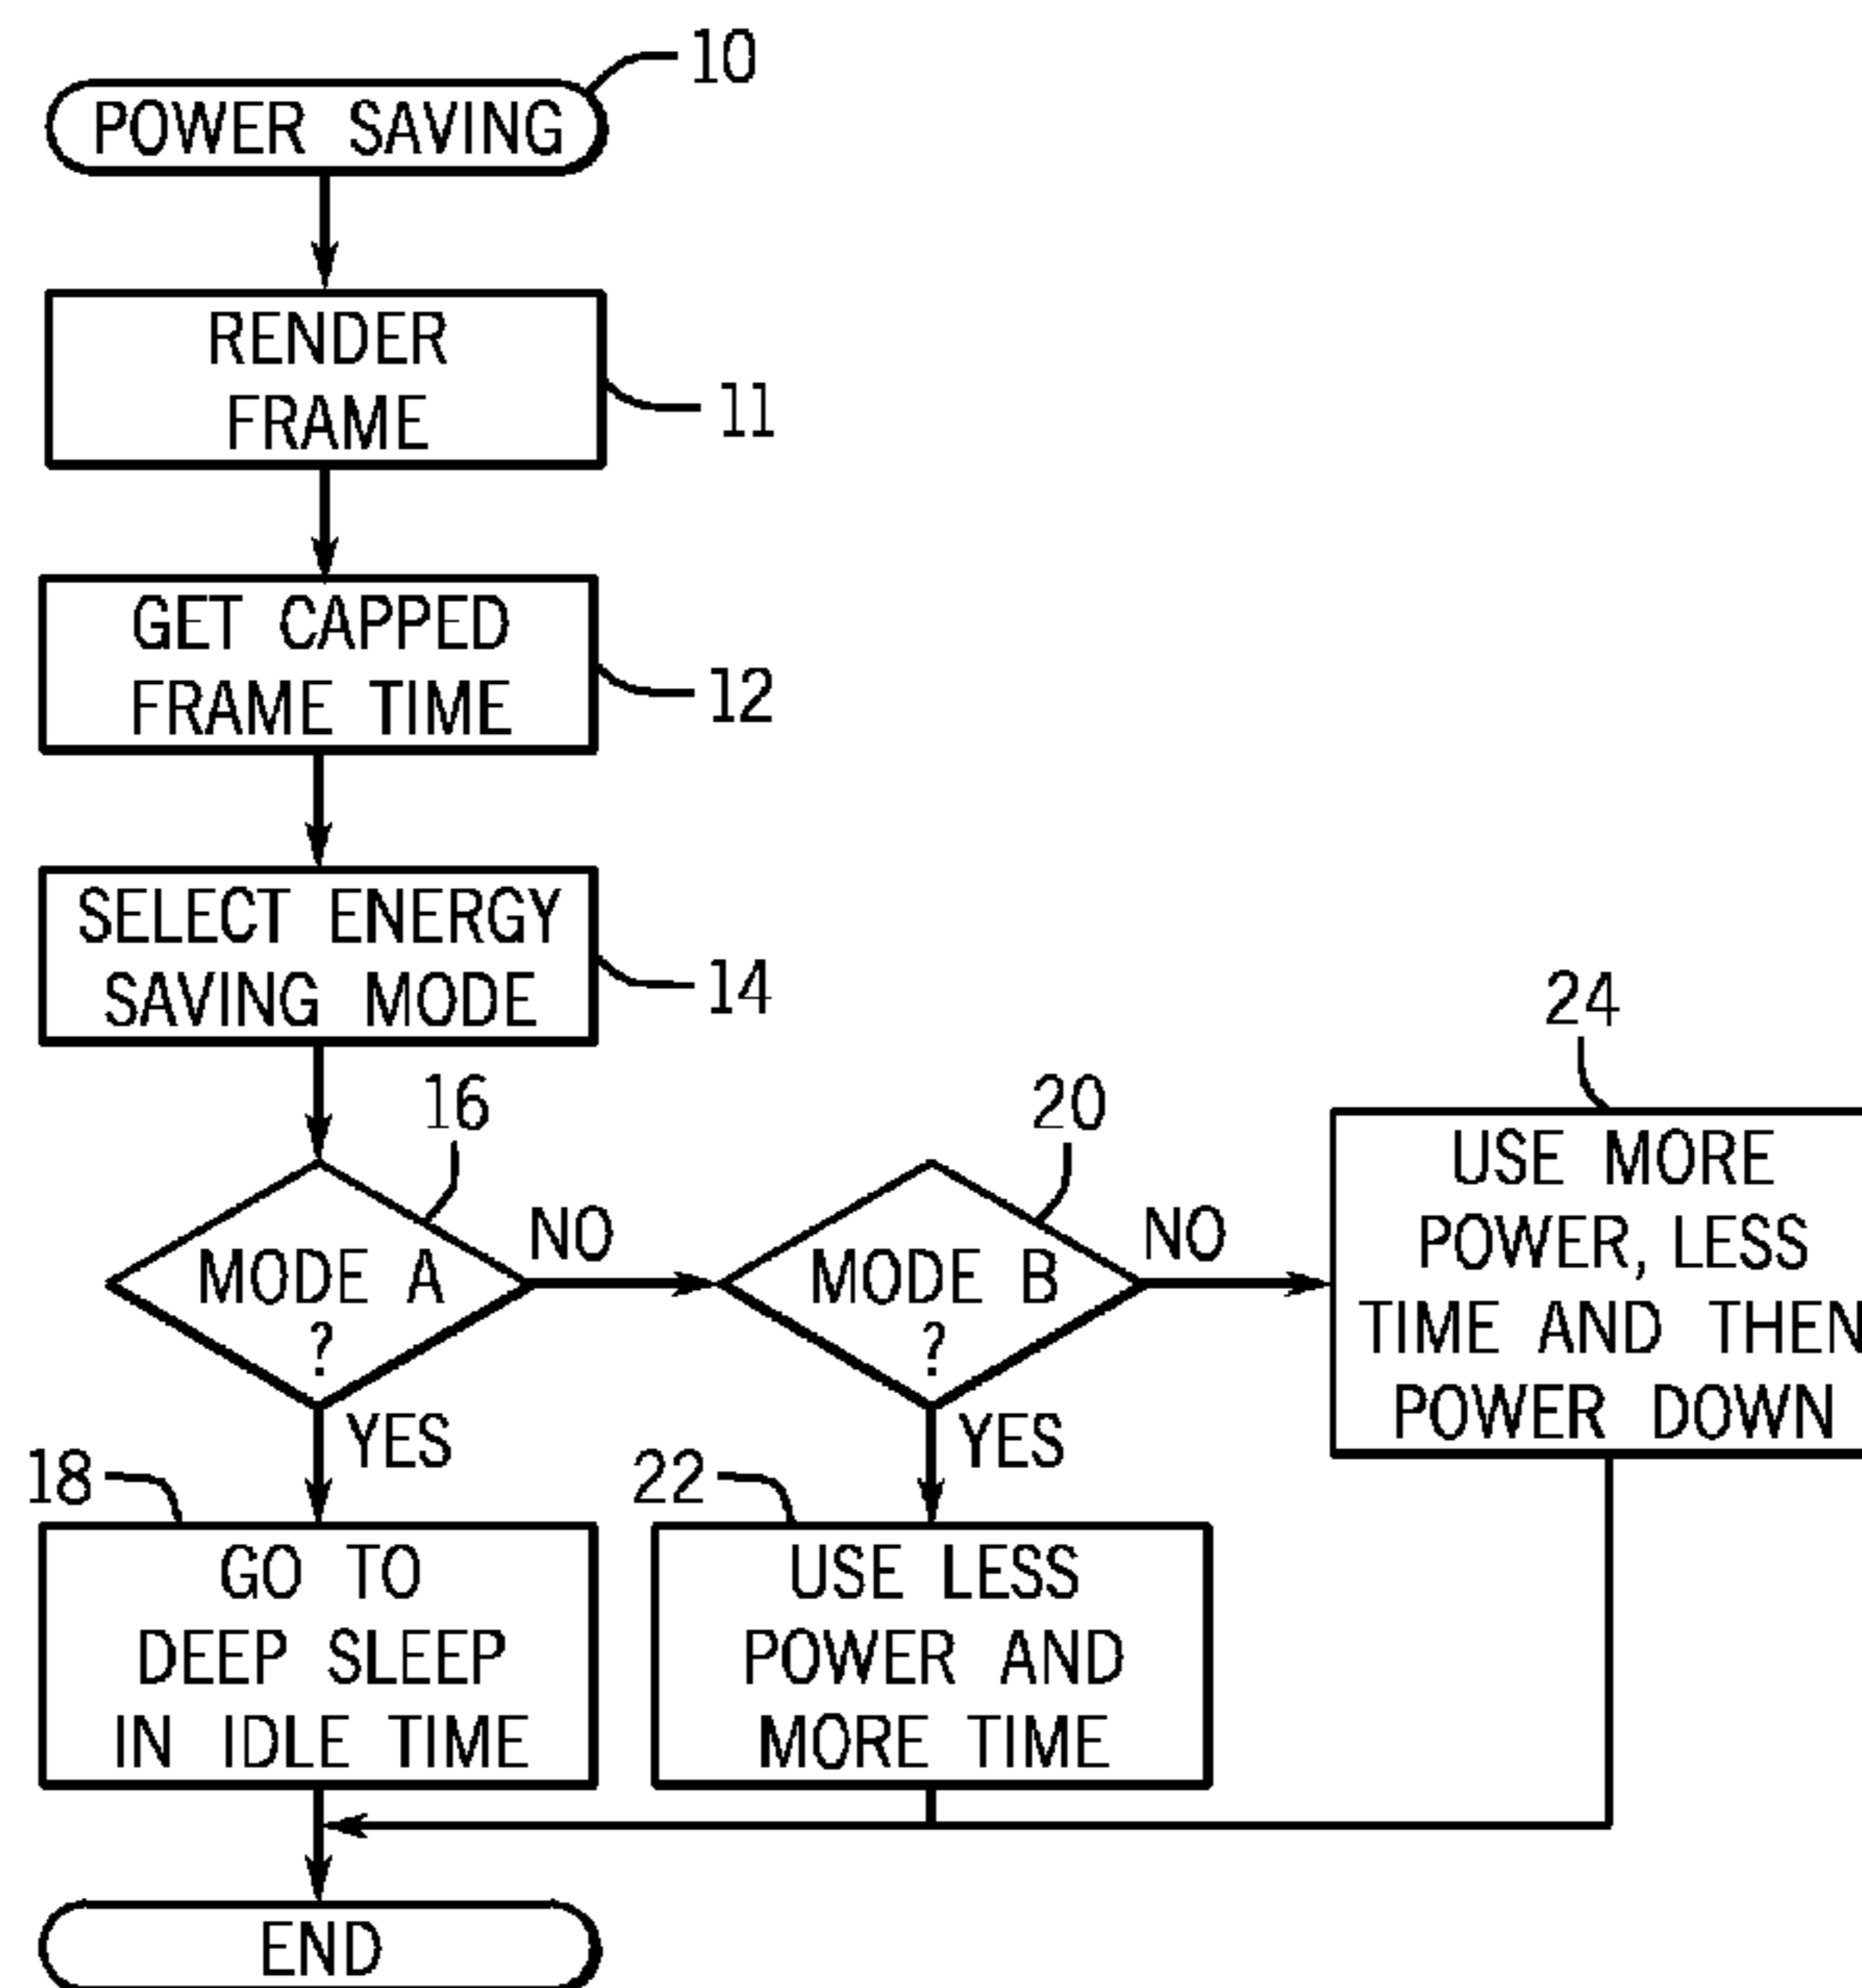 10
POWER SAVING
RENDER
FRAME
11
GET CAPPED
FRAME TIME
12
SELECT ENERGY
SAVING MODE
14
16
MODE A
?
NO
YES
20
MODE B
?
NO
YES
24
USE MORE
POWER, LESS
TIME AND THEN
POWER DOWN
18
GO TO
DEEP SLEEP
IN IDLE TIME
22
USE LESS
POWER AND
MORE TIME
END